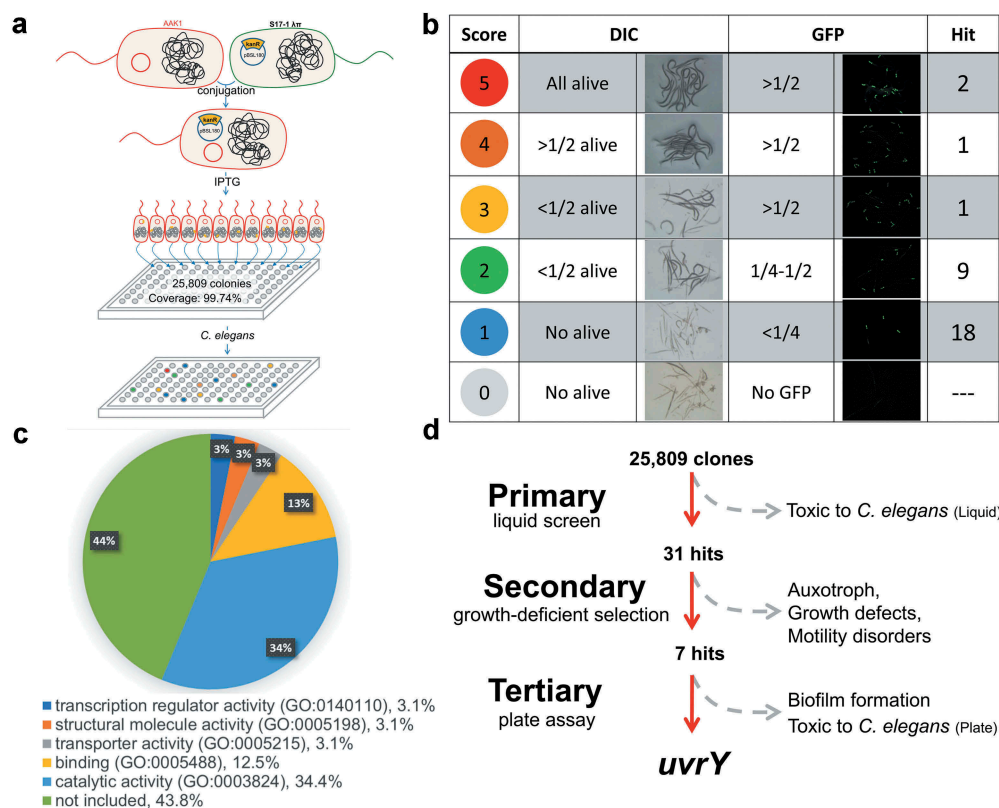 a
AAK1
S17-1 λπ
kanR
pBSL180
conjugation
kanR
pBSL180
IPTG
25,809 colonies
Coverage: 99.74%
C. elegans
b
Score DIC GFP Hit
5 All alive >1/2 2
4 >1/2 alive >1/2 1
3 <1/2 alive >1/2 1
2 <1/2 alive 1/4-1/2 9
1 No alive <1/4 18
0 No alive No GFP ---
c
3%
3%
3%
13%
34%
44%
transcription regulator activity (GO:0140110), 3.1%
structural molecule activity (GO:0005198), 3.1%
transporter activity (GO:0005215), 3.1%
binding (GO:0005488), 12.5%
catalytic activity (GO:0003824), 34.4%
not included, 43.8%
d
25,809 clones
Primary
liquid screen
Toxic to C. elegans (Liquid)
31 hits
Secondary
growth-deficient selection
Auxotroph,
Growth defects,
Motility disorders
7 hits
Tertiary
plate assay
Biofilm formation
Toxic to C. elegans (Plate)
uvrY